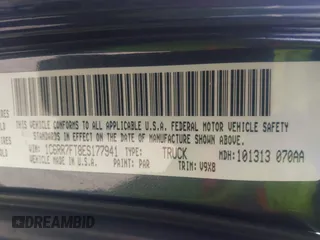 THIS VEHICLE CONFORMS TO ALL APPLICABLE U.S.A. FEDERAL MOTOR VEHICLE SAFETY
STANDARDS IN EFFECT ON THE DATE OF MANUFACTURE SHOWN ABOVE.
VIN: 1C6RR7FT8ES177941 TYPE: TRUCK MDH: 101313 070AA
VEHICLE MADE IN U.S.A. PAINT: PAR TRIM: V9X8
DREAMBID